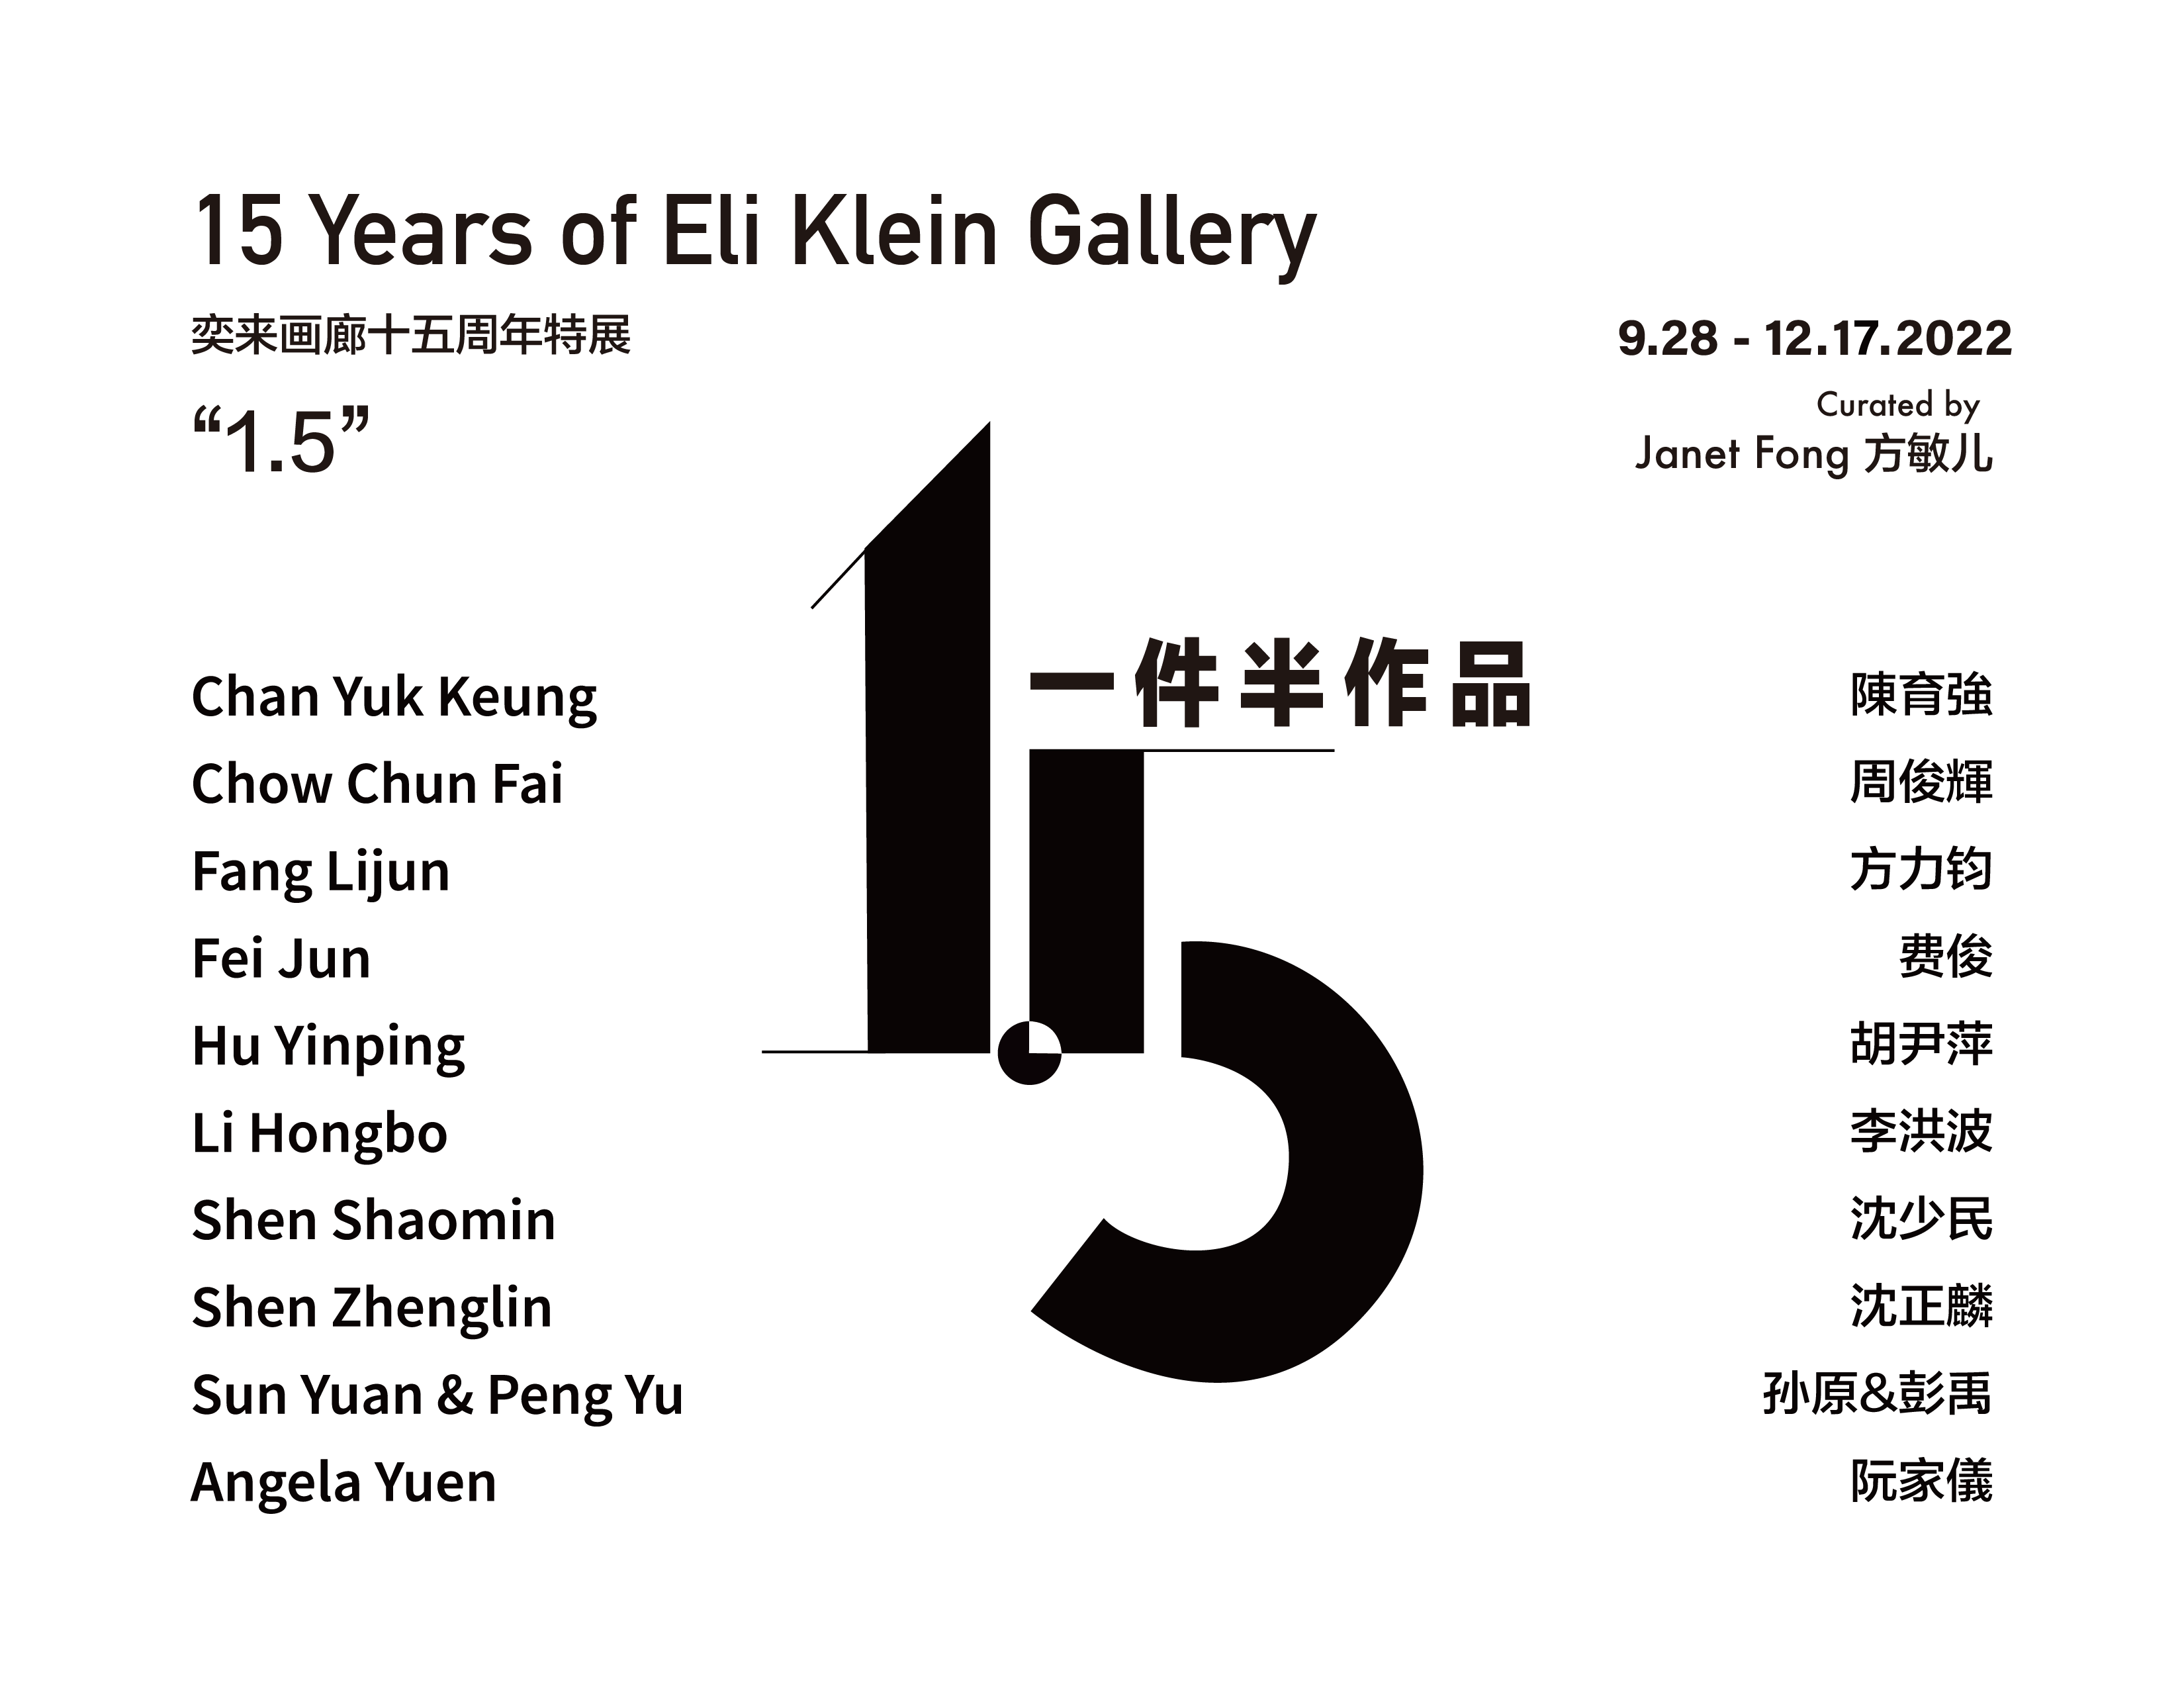 15 Years of Eli Klein Gallery
奕来画廊十五周年特展
“1.5”
9.28 - 12.17.2022
Curated by
Janet Fong 方敏儿
1.5
一件半作品
Chan Yuk Keung 陳育強
Chow Chun Fai 周俊輝
Fang Lijun 方力钧
Fei Jun 费俊
Hu Yinping 胡尹萍
Li Hongbo 李洪波
Shen Shaomin 沈少民
Shen Zhenglin 沈正麟
Sun Yuan & Peng Yu 孙原&彭禹
Angela Yuen 阮家儀